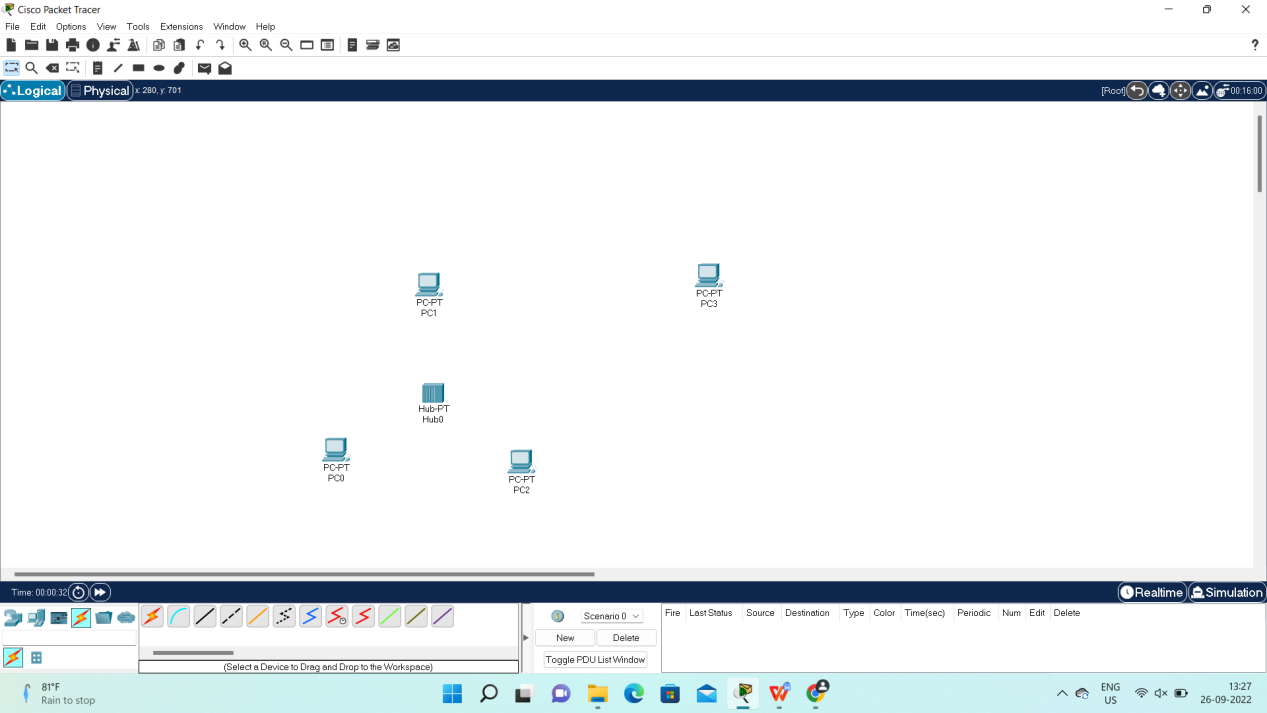 Cisco Packet Tracer
File Edit Options View Tools Extensions Window Help
?
Logical Physical x: 280, y: 701 [Root] 00:16:00
PC-PT
PC1
PC-PT
PC3
Hub-PT
Hub0
PC-PT
PC0
PC-PT
PC2
Time: 00:00:32 Realtime Simulation
Scenario 0
New Delete
Toggle PDU List Window
Fire Last Status Source Destination Type Color Time(sec) Periodic Num Edit Delete
(Select a Device to Drag and Drop to the Workspace)
81°F
Rain to stop
ENG
US
13:27
26-09-2022